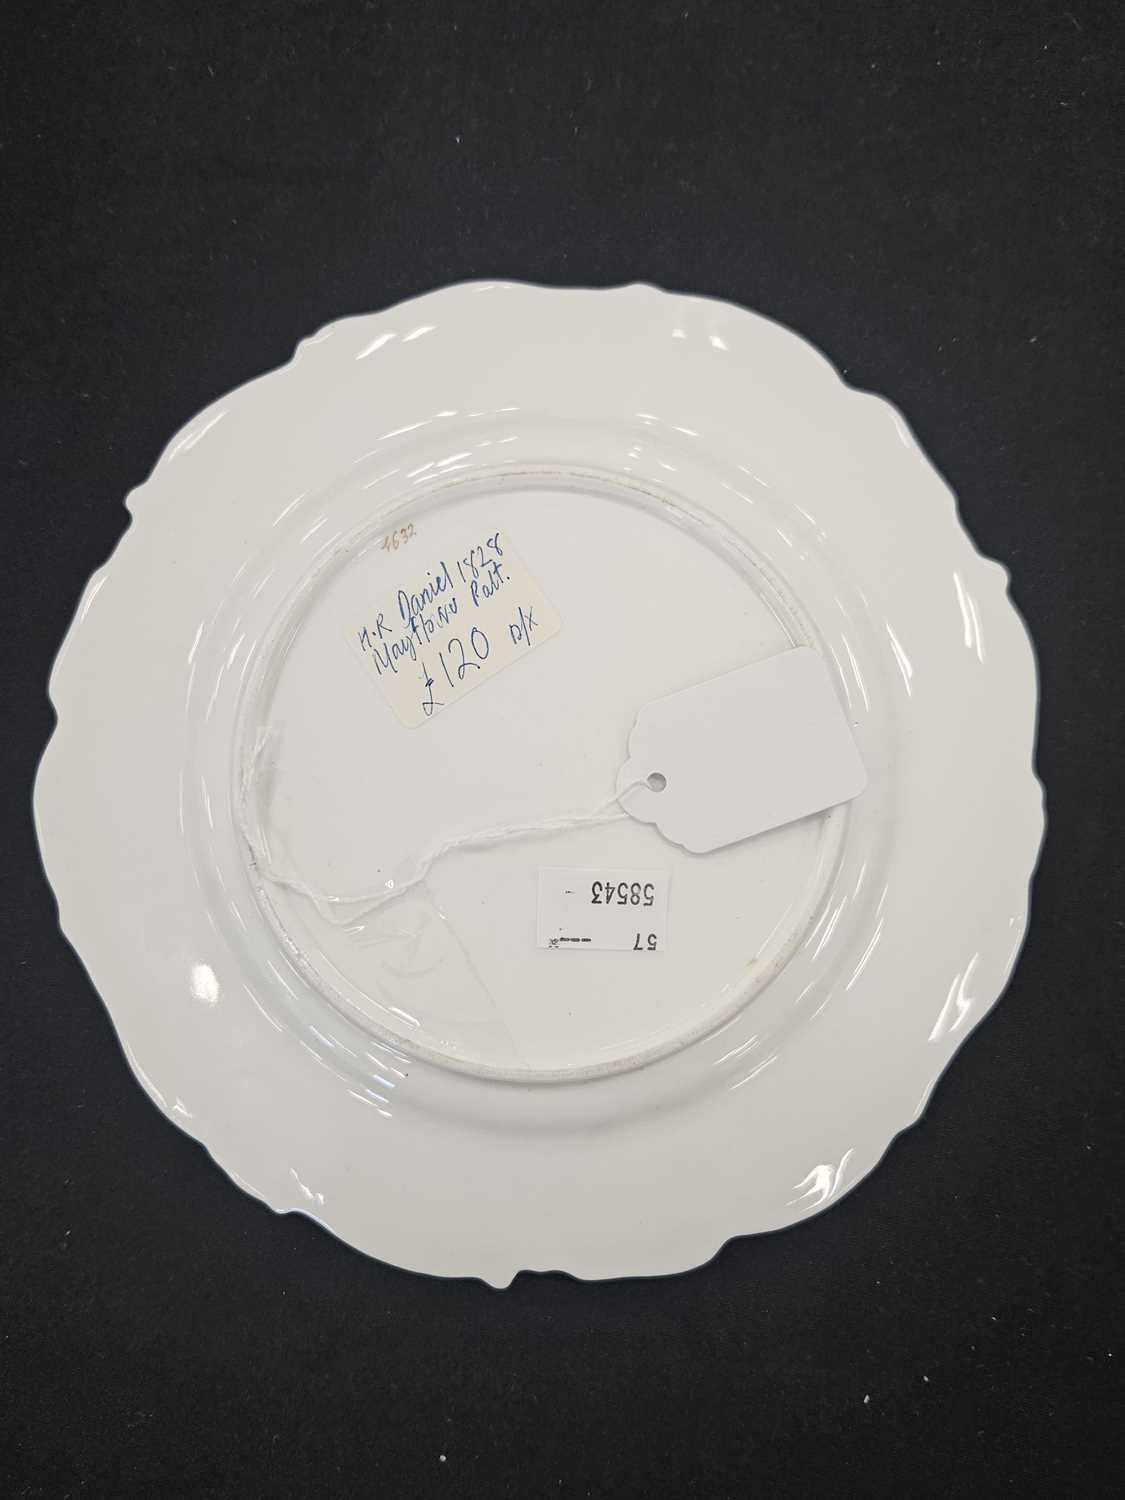 4632
H.R Daniel 1828
Mayflower Patt.
£120 D/X
57
58543